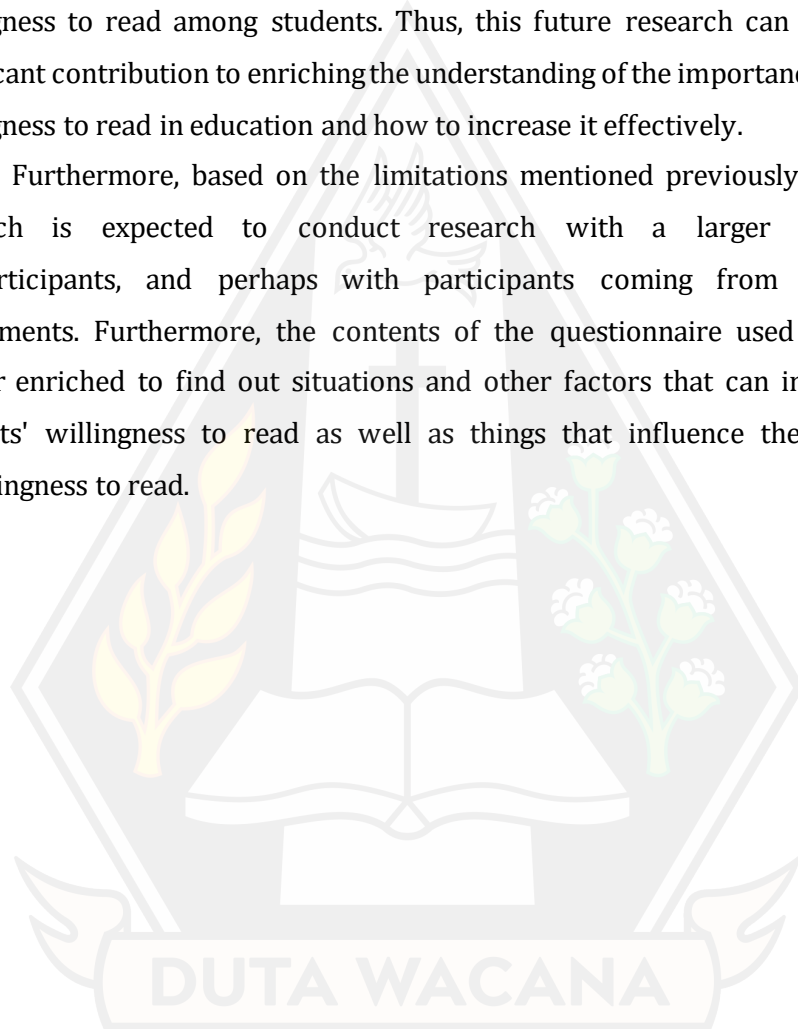 gness to read among students. Thus, this future research can
cant contribution to enriching the understanding of the importanc
gness to read in education and how to increase it effectively.
Furthermore, based on the limitations mentioned previously
ch is expected to conduct research with a larger
rticipants, and perhaps with participants coming from
ments. Furthermore, the contents of the questionnaire used
r enriched to find out situations and other factors that can in
ts' willingness to read as well as things that influence the
ingness to read.
DUTA WACANA